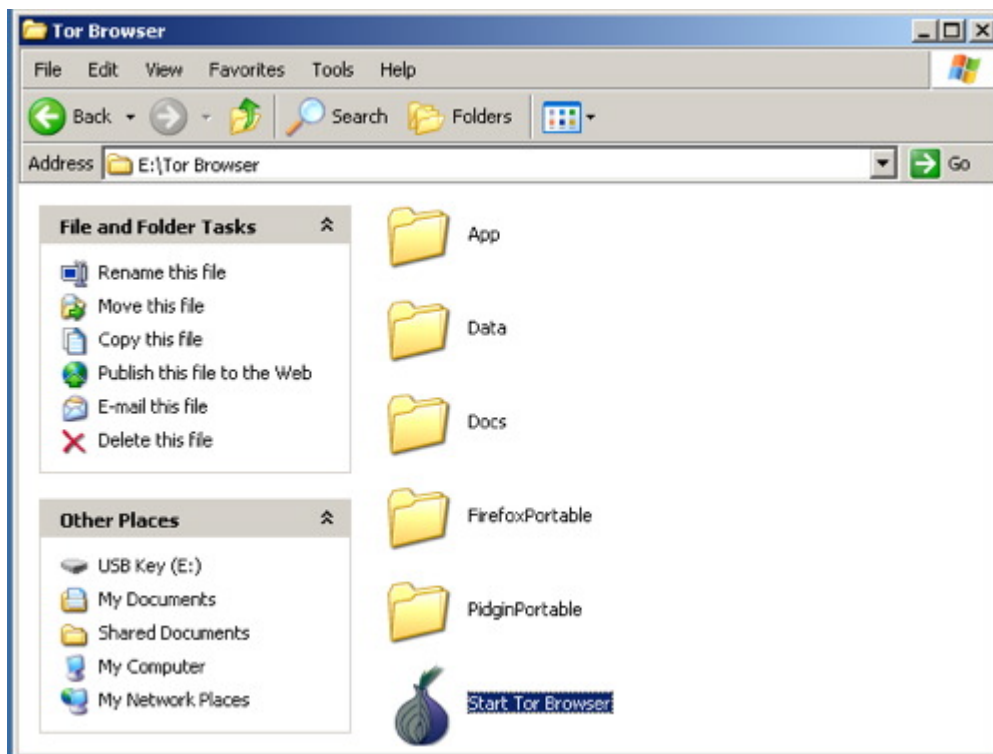 Tor Browser
File Edit View Favorites Tools Help
Back Search Folders
Address E:\Tor Browser Go
File and Folder Tasks
Rename this file
Move this file
Copy this file
Publish this file to the Web
E-mail this file
Delete this file
Other Places
USB Key (E:)
My Documents
Shared Documents
My Computer
My Network Places
App
Data
Docs
FirefoxPortable
PidginPortable
Start Tor Browser